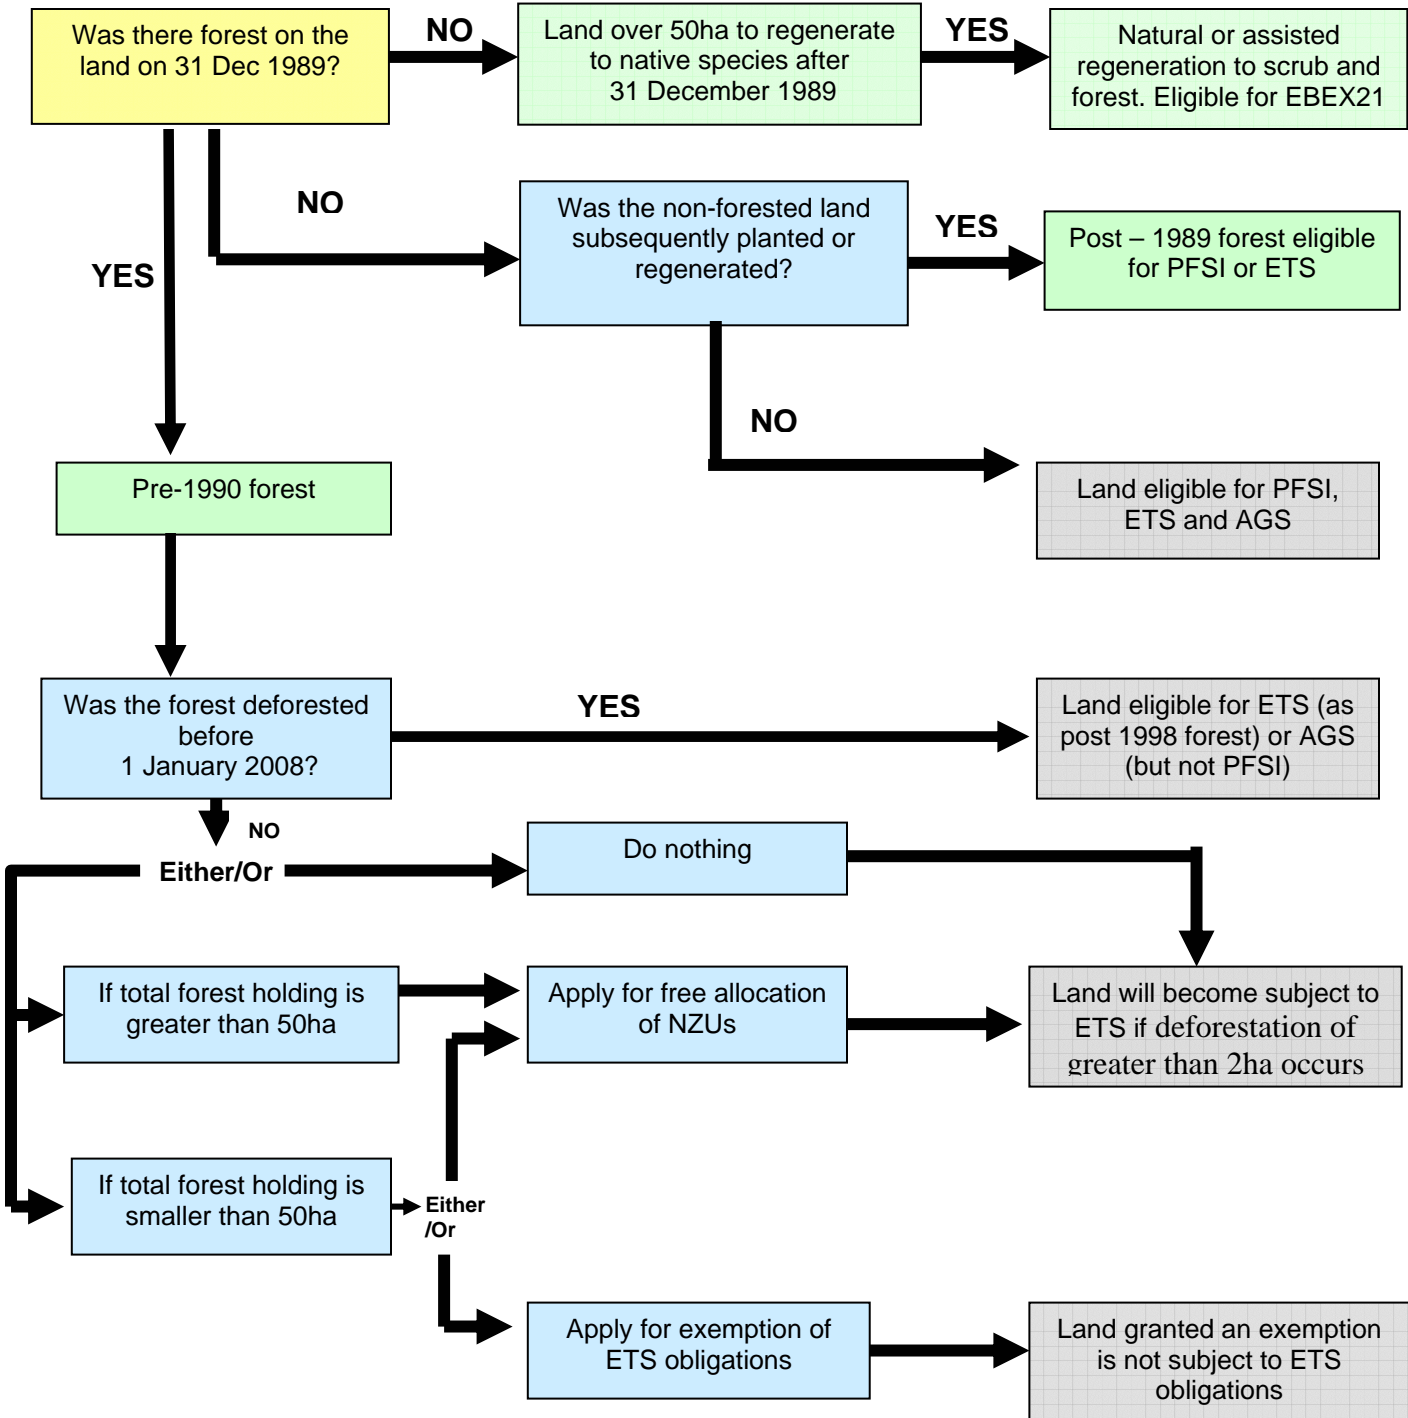 Was there forest on the
land on 31 Dec 1989?
NO
Land over 50ha to regenerate
to native species after
31 December 1989
YES
Natural or assisted
regeneration to scrub and
forest. Eligible for EBEX21
NO
Was the non-forested land
subsequently planted or
regenerated?
YES
Post – 1989 forest eligible
for PFSI or ETS
YES
NO
Land eligible for PFSI,
ETS and AGS
Pre-1990 forest
Was the forest deforested
before
1 January 2008?
YES
Land eligible for ETS (as
post 1998 forest) or AGS
(but not PFSI)
NO
Either/Or
Do nothing
If total forest holding is
greater than 50ha
Apply for free allocation
of NZUs
Land will become subject to
ETS if deforestation of
greater than 2ha occurs
If total forest holding is
smaller than 50ha
Either
/Or
Apply for exemption of
ETS obligations
Land granted an exemption
is not subject to ETS
obligations